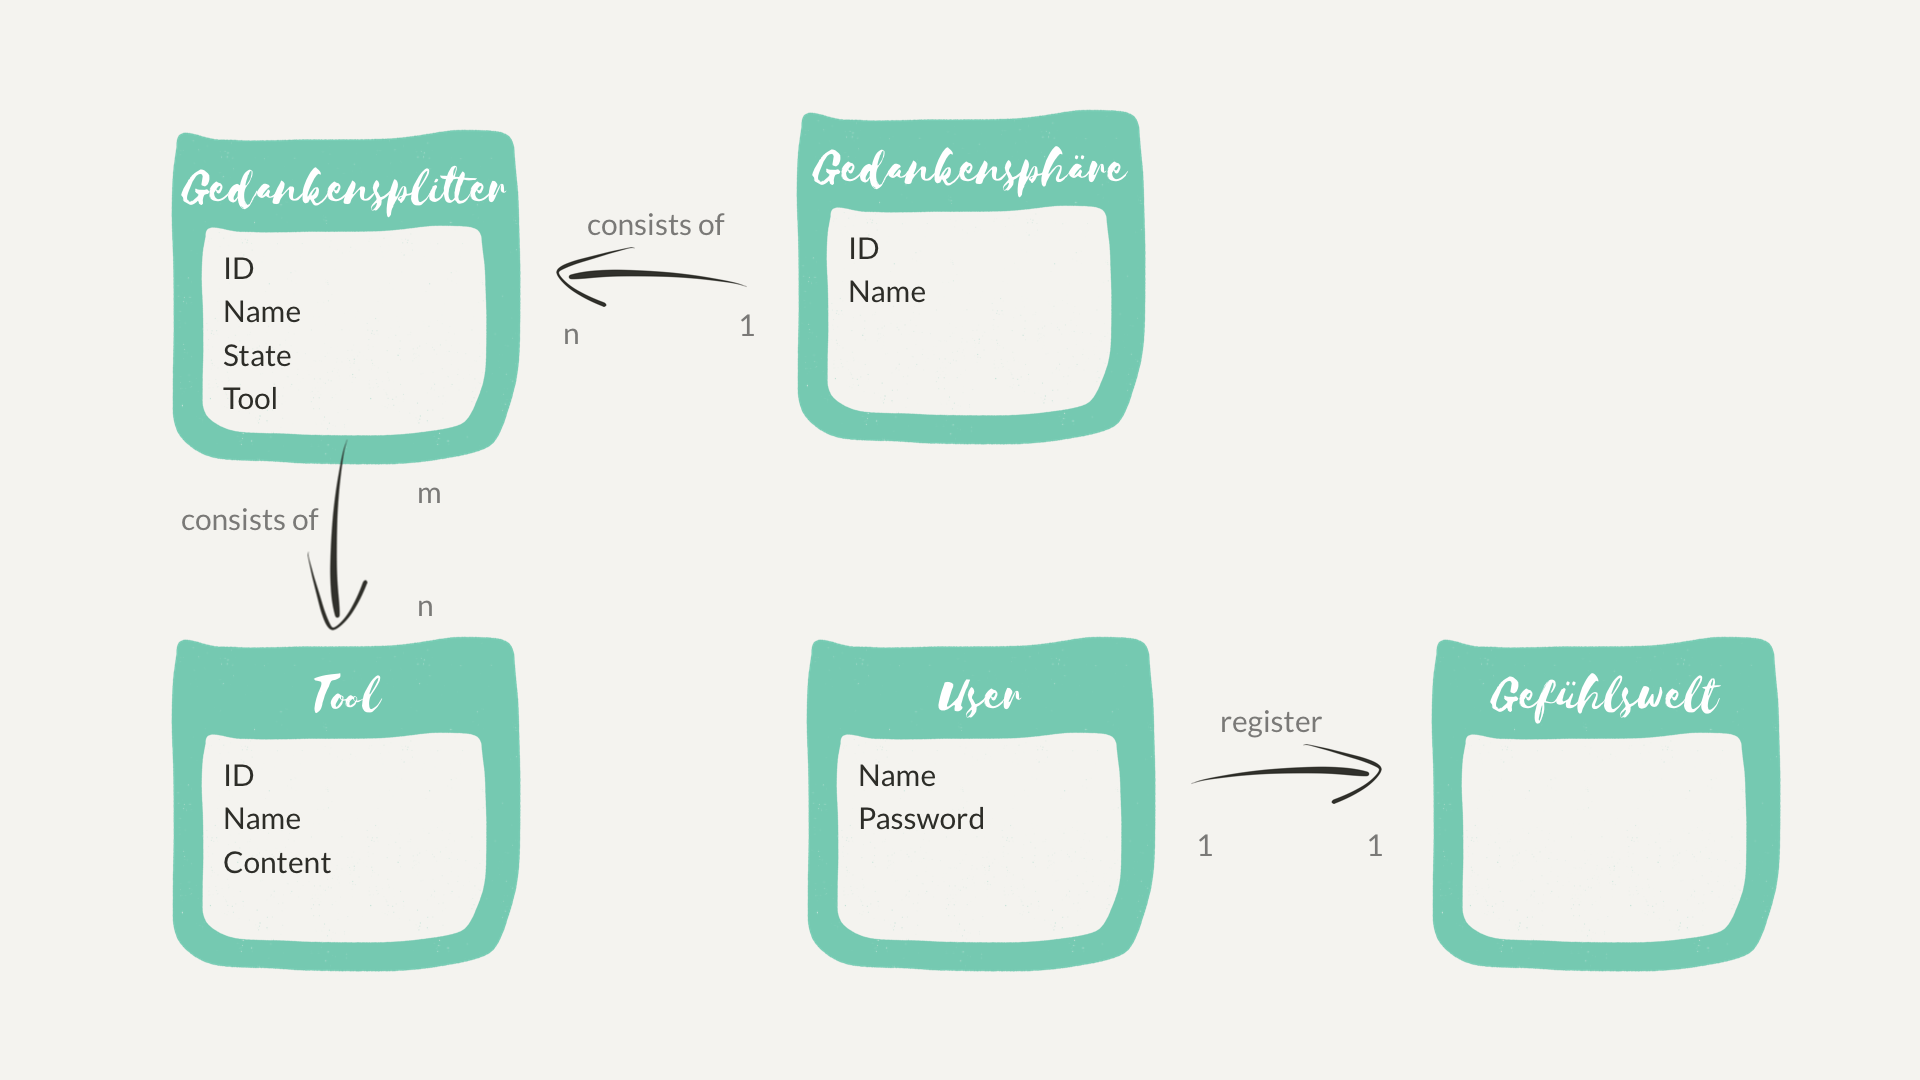 Gedankensplitter
ID
Name
State
Tool
consisits of
n
1
Gedankensphäre
ID
Name
consists of
m
n
Tool
ID
Name
Content
User
Name
Password
register
1
1
Gefühlswelt